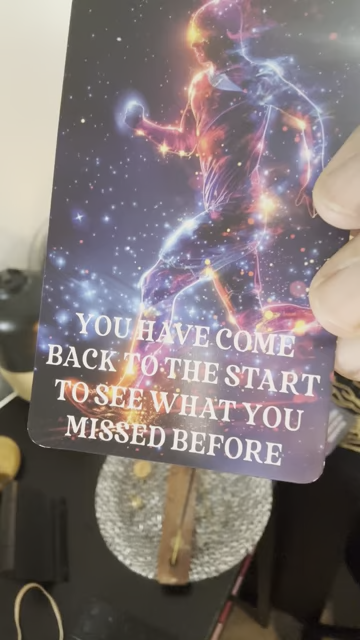 YOU HAVE COME
BACK TO THE START
TO SEE WHAT YOU
MISSED BEFORE